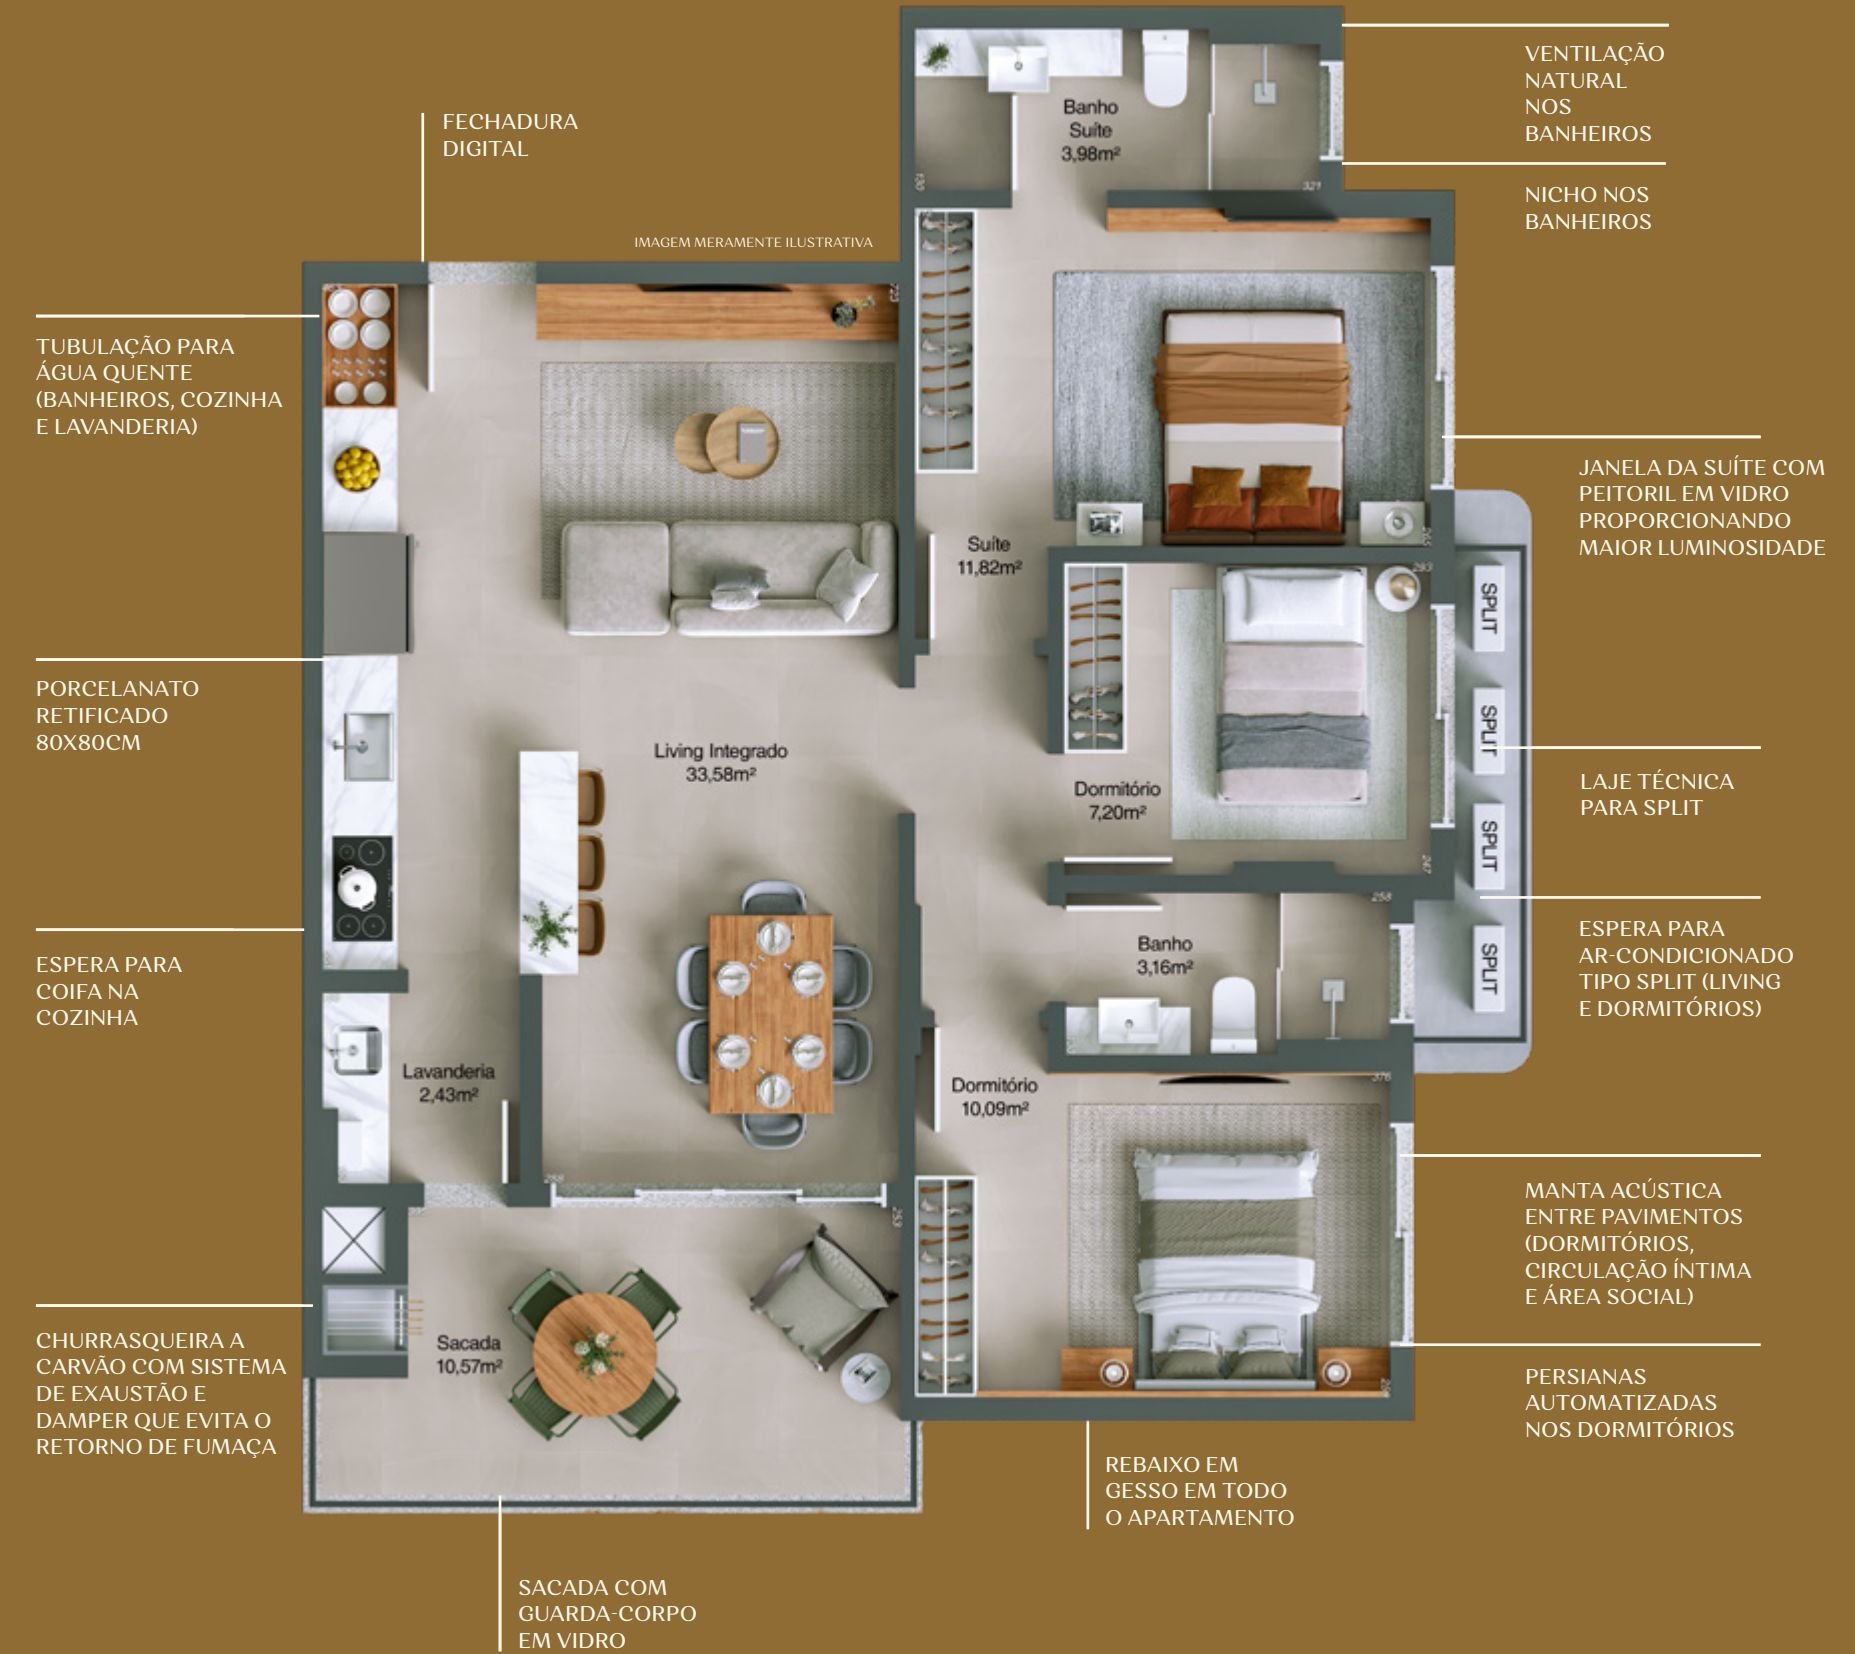 VENTILAÇÃO
NATURAL
NOS
BANHEIROS
NICHO NOS
BANHEIROS
FECHADURA
DIGITAL
IMAGEM MERAMENTE ILUSTRATIVA
Banho
Suíte
3,98m²
321
TUBULAÇÃO PARA
ÁGUA QUENTE
(BANHEIROS, COZINHA
E LAVANDERIA)
JANELA DA SUÍTE COM
PEITORIL EM VIDRO
PROPORCIONANDO
MAIOR LUMINOSIDADE
Suíte
11,82m²
283
SPLIT
SPLIT
SPLIT
SPLIT
PORCELANATO
RETIFICADO
80X80CM
Living Integrado
33,58m²
Dormitório
7,20m²
LAJE TÉCNICA
PARA SPLIT
258
ESPERA PARA
AR-CONDICIONADO
TIPO SPLIT (LIVING
E DORMITÓRIOS)
Banho
3,16m²
ESPERA PARA
COIFA NA
COZINHA
Lavanderia
2,43m²
Dormitório
10,09m²
376
MANTA ACÚSTICA
ENTRE PAVIMENTOS
(DORMITÓRIOS,
CIRCULAÇÃO ÍNTIMA
E ÁREA SOCIAL)
253
CHURRASQUEIRA A
CARVÃO COM SISTEMA
DE EXAUSTÃO E
DAMPER QUE EVITA O
RETORNO DE FUMAÇA
Sacada
10,57m²
PERSIANAS
AUTOMATIZADAS
NOS DORMITÓRIOS
REBAIXO EM
GESSO EM TODO
O APARTAMENTO
SACADA COM
GUARDA-CORPO
EM VIDRO